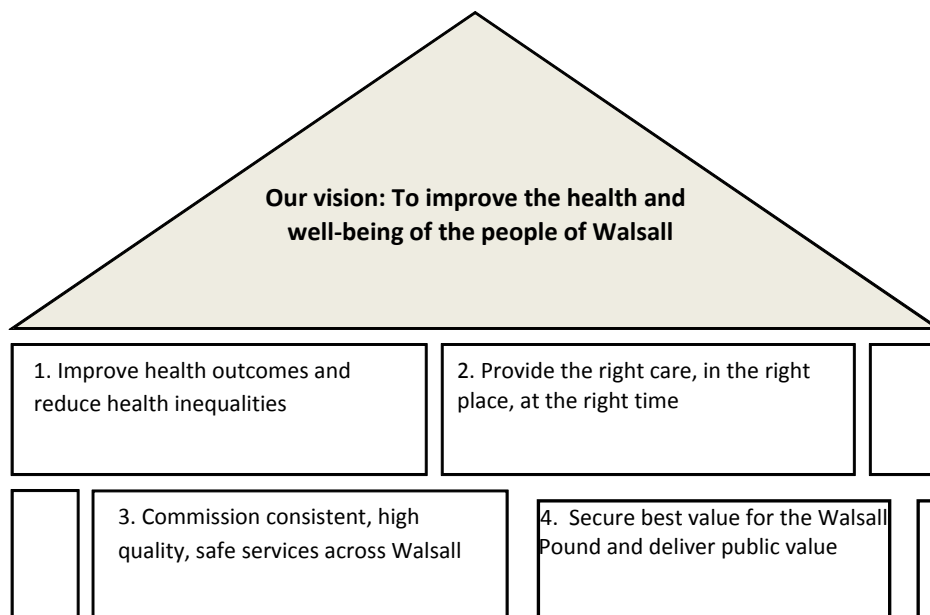 Our vision: To improve the health and
well-being of the people of Walsall
1. Improve health outcomes and
reduce health inequalities
2. Provide the right care, in the right
place, at the right time
3. Commission consistent, high
quality, safe services across Walsall
4. Secure best value for the Walsall
Pound and deliver public value